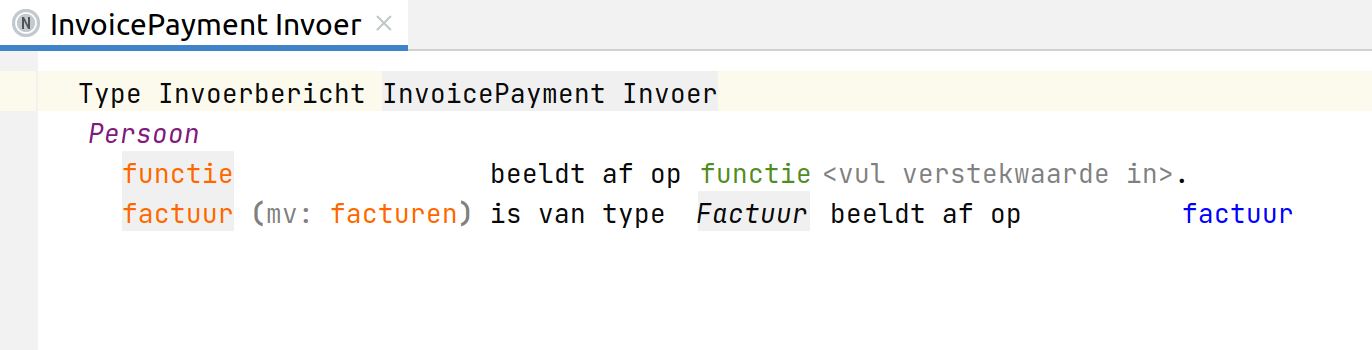 N InvoicePayment Invoer ×
Type Invoerbericht InvoicePayment Invoer
Persoon
functie beeldt af op functie <vul verstekwaarde in>.
factuur (mv: facturen) is van type Factuur beeldt af op factuur